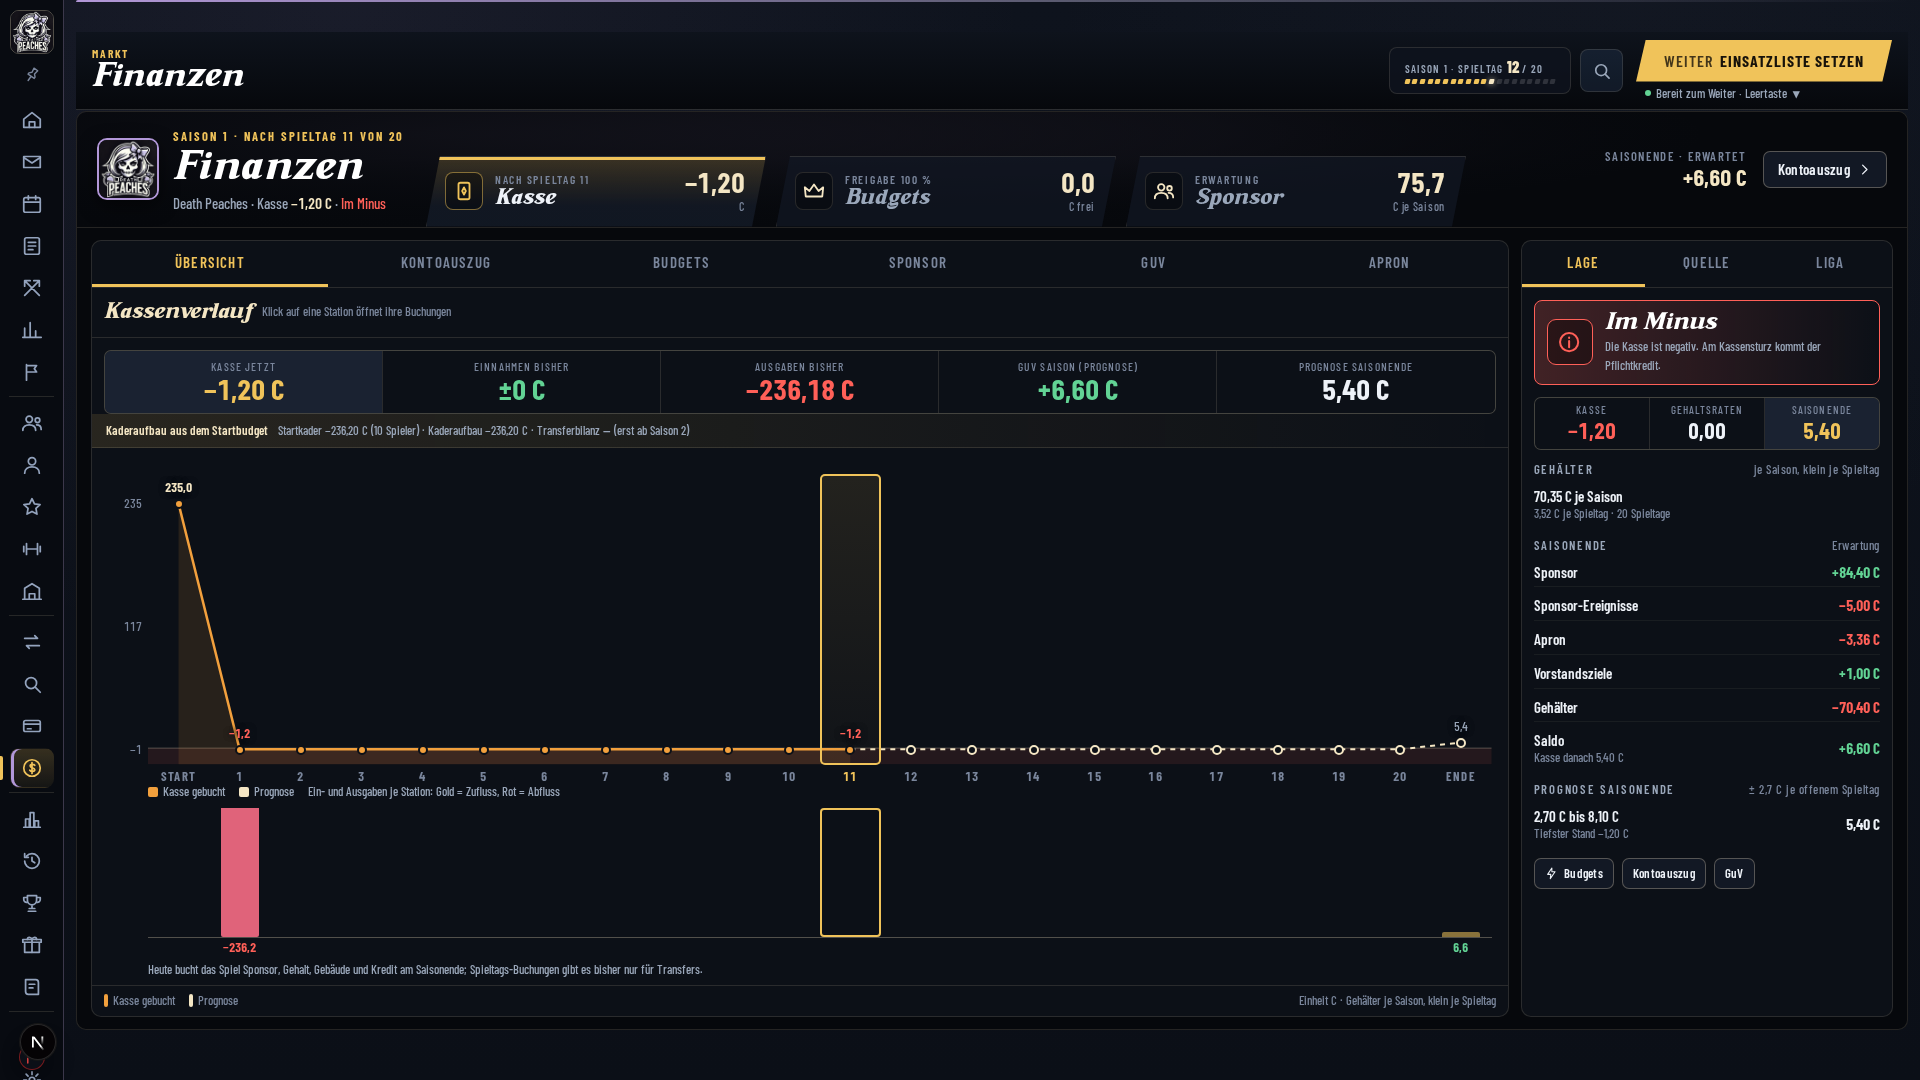 MARKT
Finanzen
SAISON 1 · SPIELTAG 12 / 20
WEITER EINSATZLISTE SETZEN
Bereit zum Weiter · Leertaste ▼
SAISON 1 · NACH SPIELTAG 11 VON 20
Finanzen
Death Peaches · Kasse −1,20 C · Im Minus
NACH SPIELTAG 11
Kasse
−1,20
C
FREIGABE 100 %
Budgets
0,0
C frei
ERWARTUNG
Sponsor
75,7
C je Saison
SAISONENDE · ERWARTET
+6,60 C
Kontoauszug
ÜBERSICHT
KONTOAUSZUG
BUDGETS
SPONSOR
GUV
APRON
Kassenverlauf Klick auf eine Station öffnet ihre Buchungen
KASSE JETZT
−1,20 C
EINNAHMEN BISHER
±0 C
AUSGABEN BISHER
−236,18 C
GUV SAISON (PROGNOSE)
+6,60 C
PROGNOSE SAISONENDE
5,40 C
Kaderaufbau aus dem Startbudget Startkader −236,20 C (10 Spieler) · Kaderaufbau −236,20 C · Transferbilanz — (erst ab Saison 2)
235,0
235
117
−1,2
−1,2
5,4
−1
START 1 2 3 4 5 6 7 8 9 10 11 12 13 14 15 16 17 18 19 20 ENDE
Kasse gebucht Prognose Ein- und Ausgaben je Station: Gold = Zufluss, Rot = Abfluss
−236,2
6,6
Heute bucht das Spiel Sponsor, Gehalt, Gebäude und Kredit am Saisonende; Spieltags-Buchungen gibt es bisher nur für Transfers.
Kasse gebucht Prognose
Einheit C · Gehälter je Saison, klein je Spieltag
LAGE
QUELLE
LIGA
Im Minus
Die Kasse ist negativ. Am Kassensturz kommt der
Pflichtkredit.
KASSE
−1,20
GEHALTSRATEN
0,00
SAISONENDE
5,40
GEHÄLTER je Saison, klein je Spieltag
70,35 C je Saison
3,52 C je Spieltag · 20 Spieltage
SAISONENDE Erwartung
Sponsor +84,40 C
Sponsor-Ereignisse −5,00 C
Apron −3,36 C
Vorstandsziele +1,00 C
Gehälter −70,40 C
Saldo
Kasse danach 5,40 C
+6,60 C
PROGNOSE SAISONENDE ± 2,7 C je offenem Spieltag
2,70 C bis 8,10 C
Tiefster Stand −1,20 C
5,40 C
Budgets
Kontoauszug
GuV
PEACHES
PEACHES
N